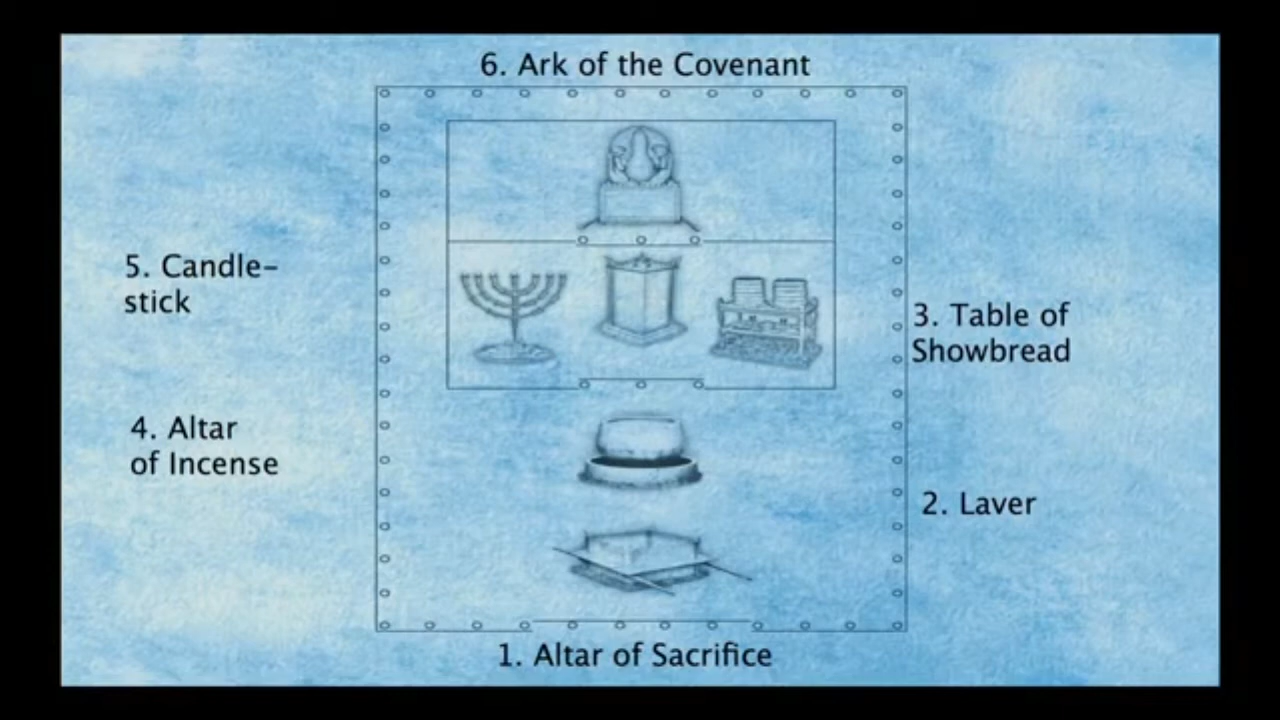 6. Ark of the Covenant
5. Candle-
stick
3. Table of
Showbread
4. Altar
of Incense
2. Laver
1. Altar of Sacrifice